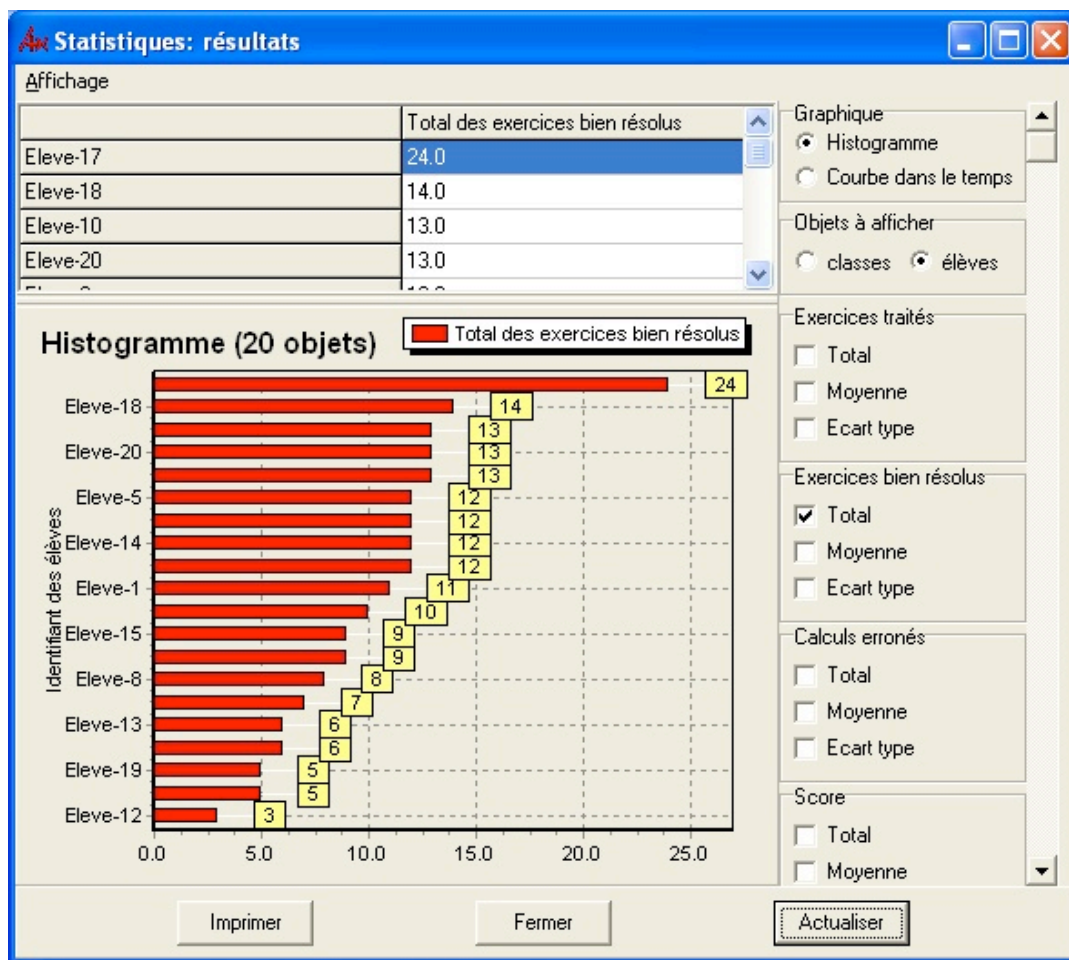 Statistiques: résultats
Affichage
Total des exercices bien résolus
Eleve-17 24.0
Eleve-18 14.0
Eleve-10 13.0
Eleve-20 13.0
Histogramme (20 objets)
Total des exercices bien résolus
Identifiant des élèves
24
Eleve-18 14
13
Eleve-20 13
13
Eleve-5 12
12
Eleve-14 12
12
Eleve-1 11
10
Eleve-15 9
9
Eleve-8 8
7
Eleve-13 6
6
Eleve-19 5
5
Eleve-12 3
0.0 5.0 10.0 15.0 20.0 25.0
Graphique
Histogramme
Courbe dans le temps
Objets à afficher
classes élèves
Exercices traités
Total
Moyenne
Ecart type
Exercices bien résolus
Total
Moyenne
Ecart type
Calculs erronés
Total
Moyenne
Ecart type
Score
Total
Moyenne
Imprimer Fermer Actualiser